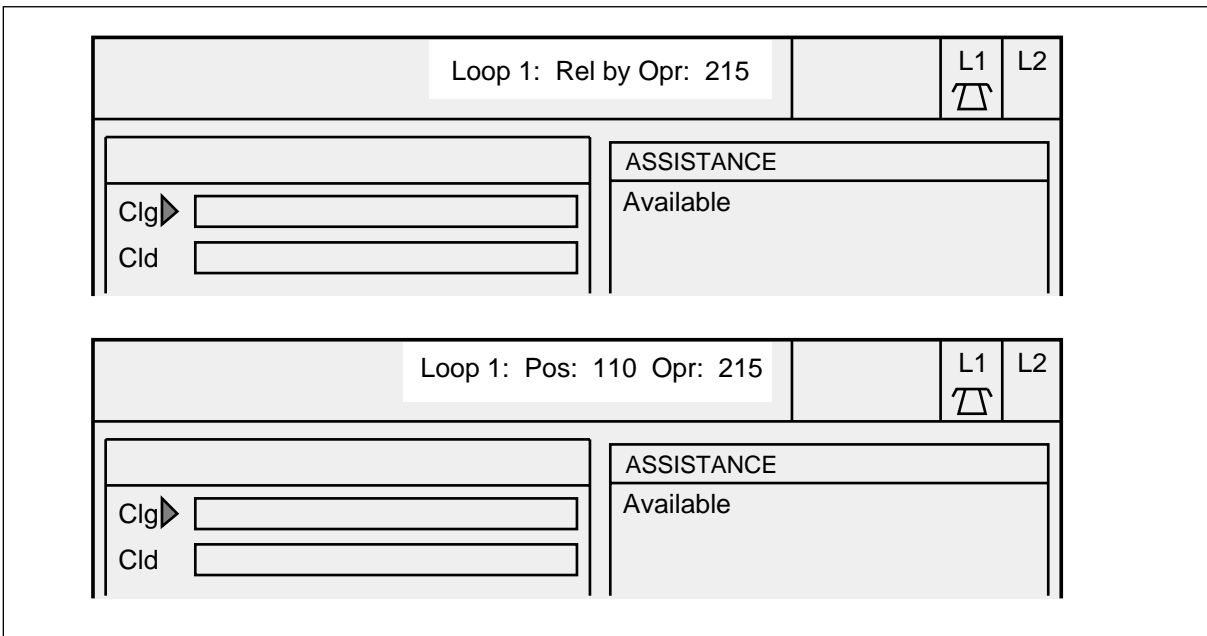 Loop 1: Rel by Opr: 215
L1 L2
ASSISTANCE
Clg
Available
Cld
Loop 1: Pos: 110 Opr: 215
L1 L2
ASSISTANCE
Clg
Available
Cld